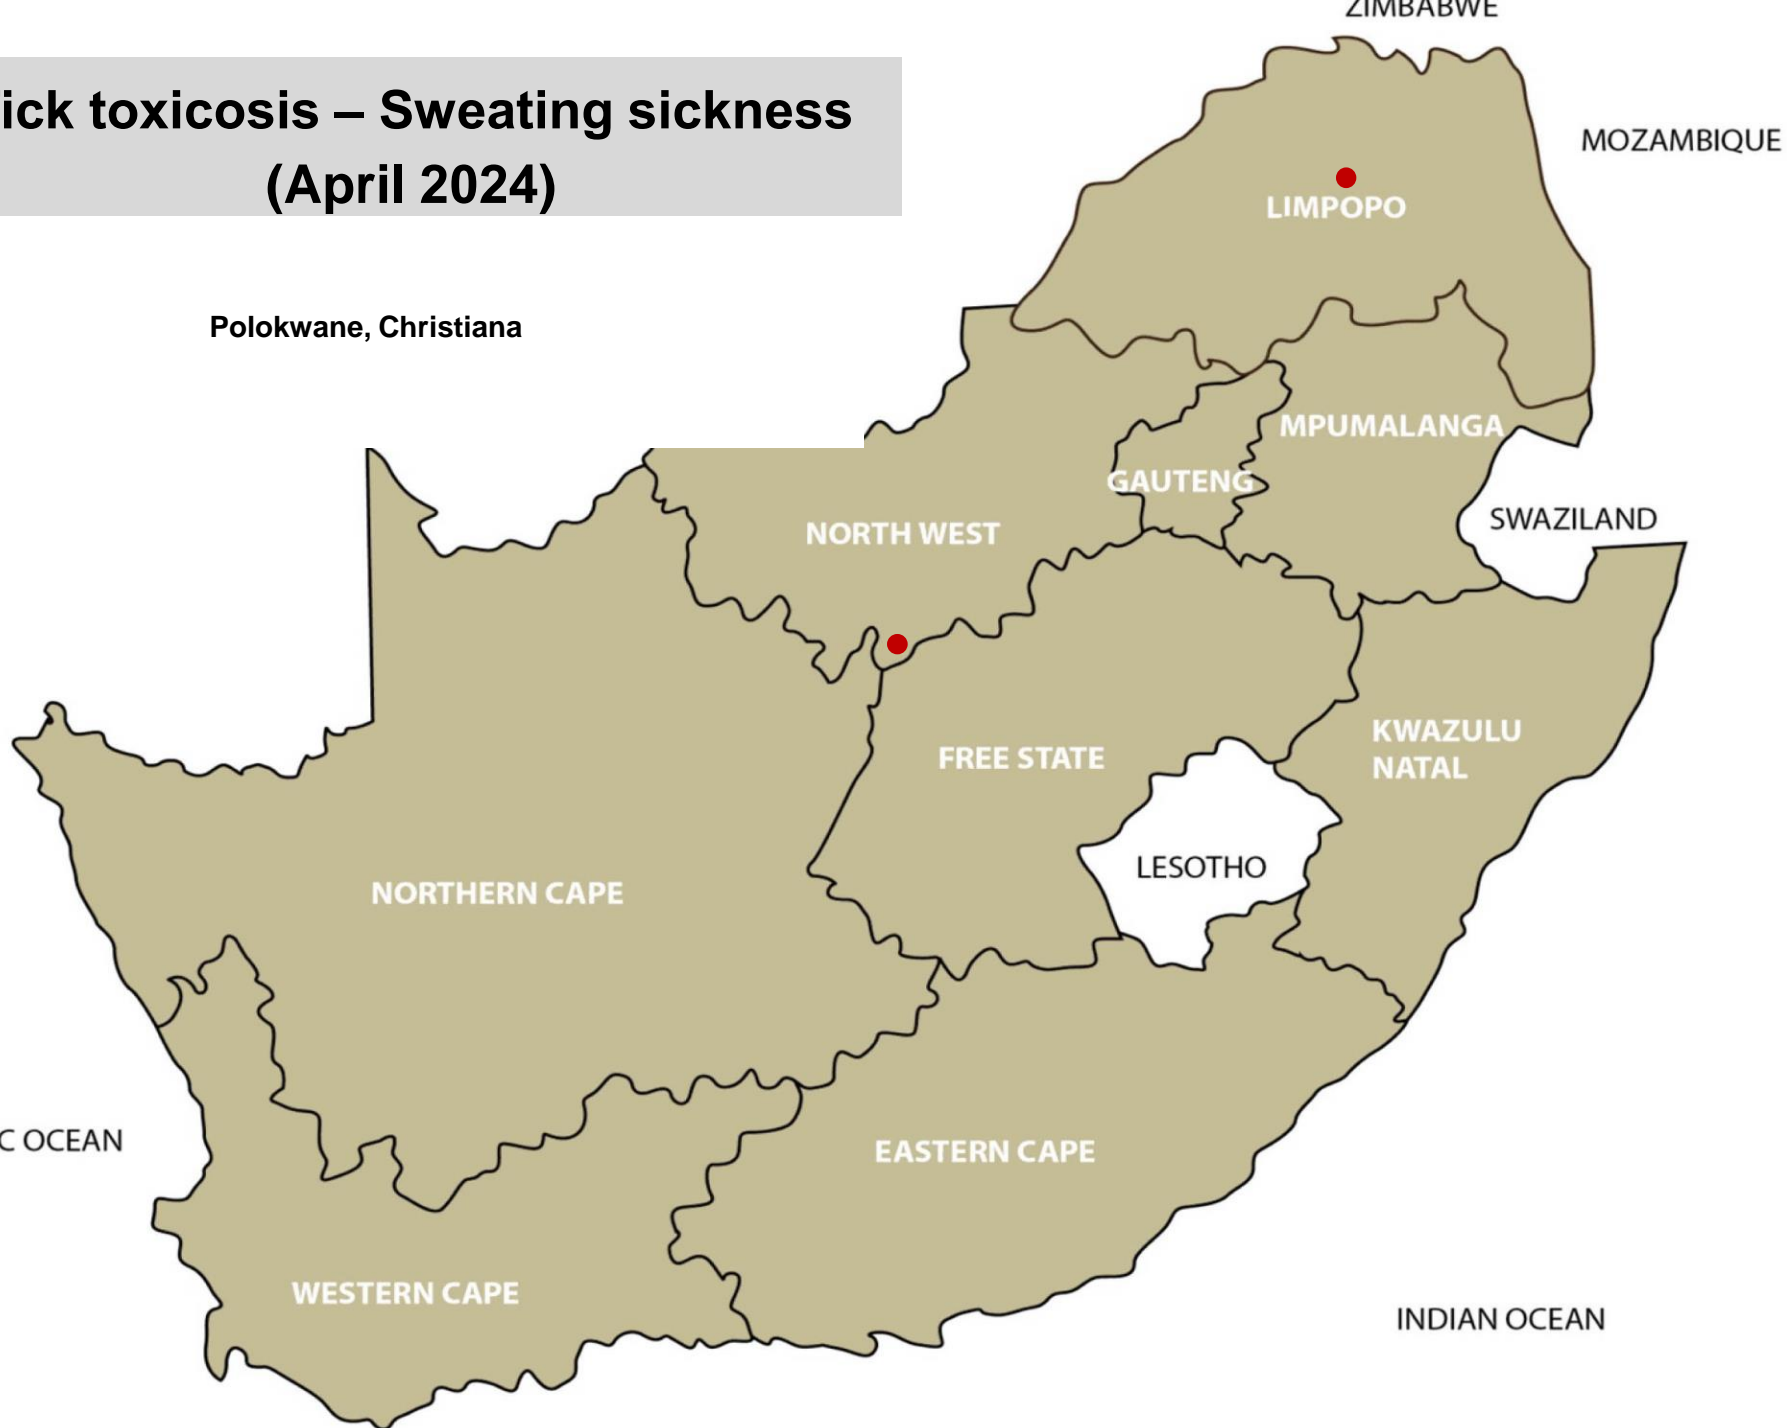 ZIMBABWE
ick toxicosis – Sweating sickness
(April 2024)
MOZAMBIQUE
LIMPOPO
Polokwane, Christiana
MPUMALANGA
GAUTENG
SWAZILAND
NORTH WEST
KWAZULU
NATAL
FREE STATE
LESOTHO
NORTHERN CAPE
C OCEAN
EASTERN CAPE
WESTERN CAPE
INDIAN OCEAN